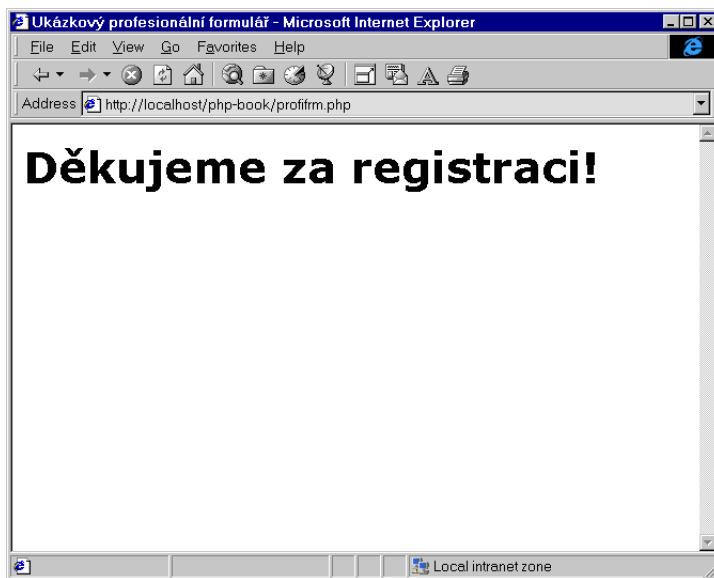 Ukázkový profesionální formulář - Microsoft Internet Explorer
File Edit View Go Favorites Help
Address http://localhost/php-book/profifrm.php
Děkujeme za registraci!
Local intranet zone